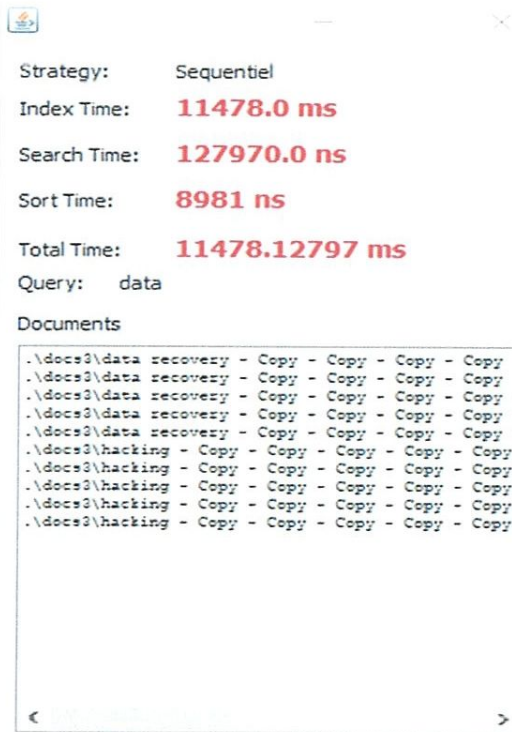 Strategy: Sequentiel
Index Time: 11478.0 ms
Search Time: 127970.0 ns
Sort Time: 8981 ns
Total Time: 11478.12797 ms
Query: data
Documents
.\docs3\data recovery - Copy - Copy - Copy - Copy
.\docs3\data recovery - Copy - Copy - Copy - Copy
.\docs3\data recovery - Copy - Copy - Copy - Copy
.\docs3\data recovery - Copy - Copy - Copy - Copy
.\docs3\data recovery - Copy - Copy - Copy - Copy
.\docs3\hacking - Copy - Copy - Copy - Copy - Copy
.\docs3\hacking - Copy - Copy - Copy - Copy - Copy
.\docs3\hacking - Copy - Copy - Copy - Copy - Copy
.\docs3\hacking - Copy - Copy - Copy - Copy - Copy
.\docs3\hacking - Copy - Copy - Copy - Copy - Copy